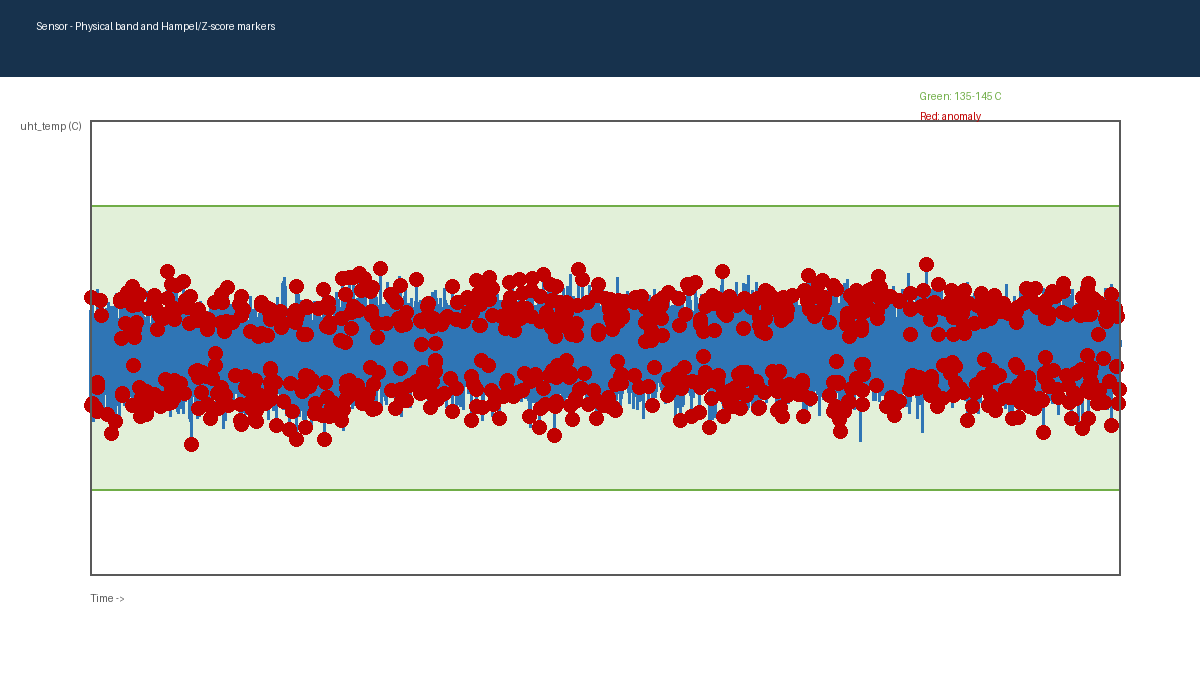 Sensor - Physical band and Hampel/Z-score markers
Green: 135-145 C
Red: anomaly
uht_temp (C)
Time ->